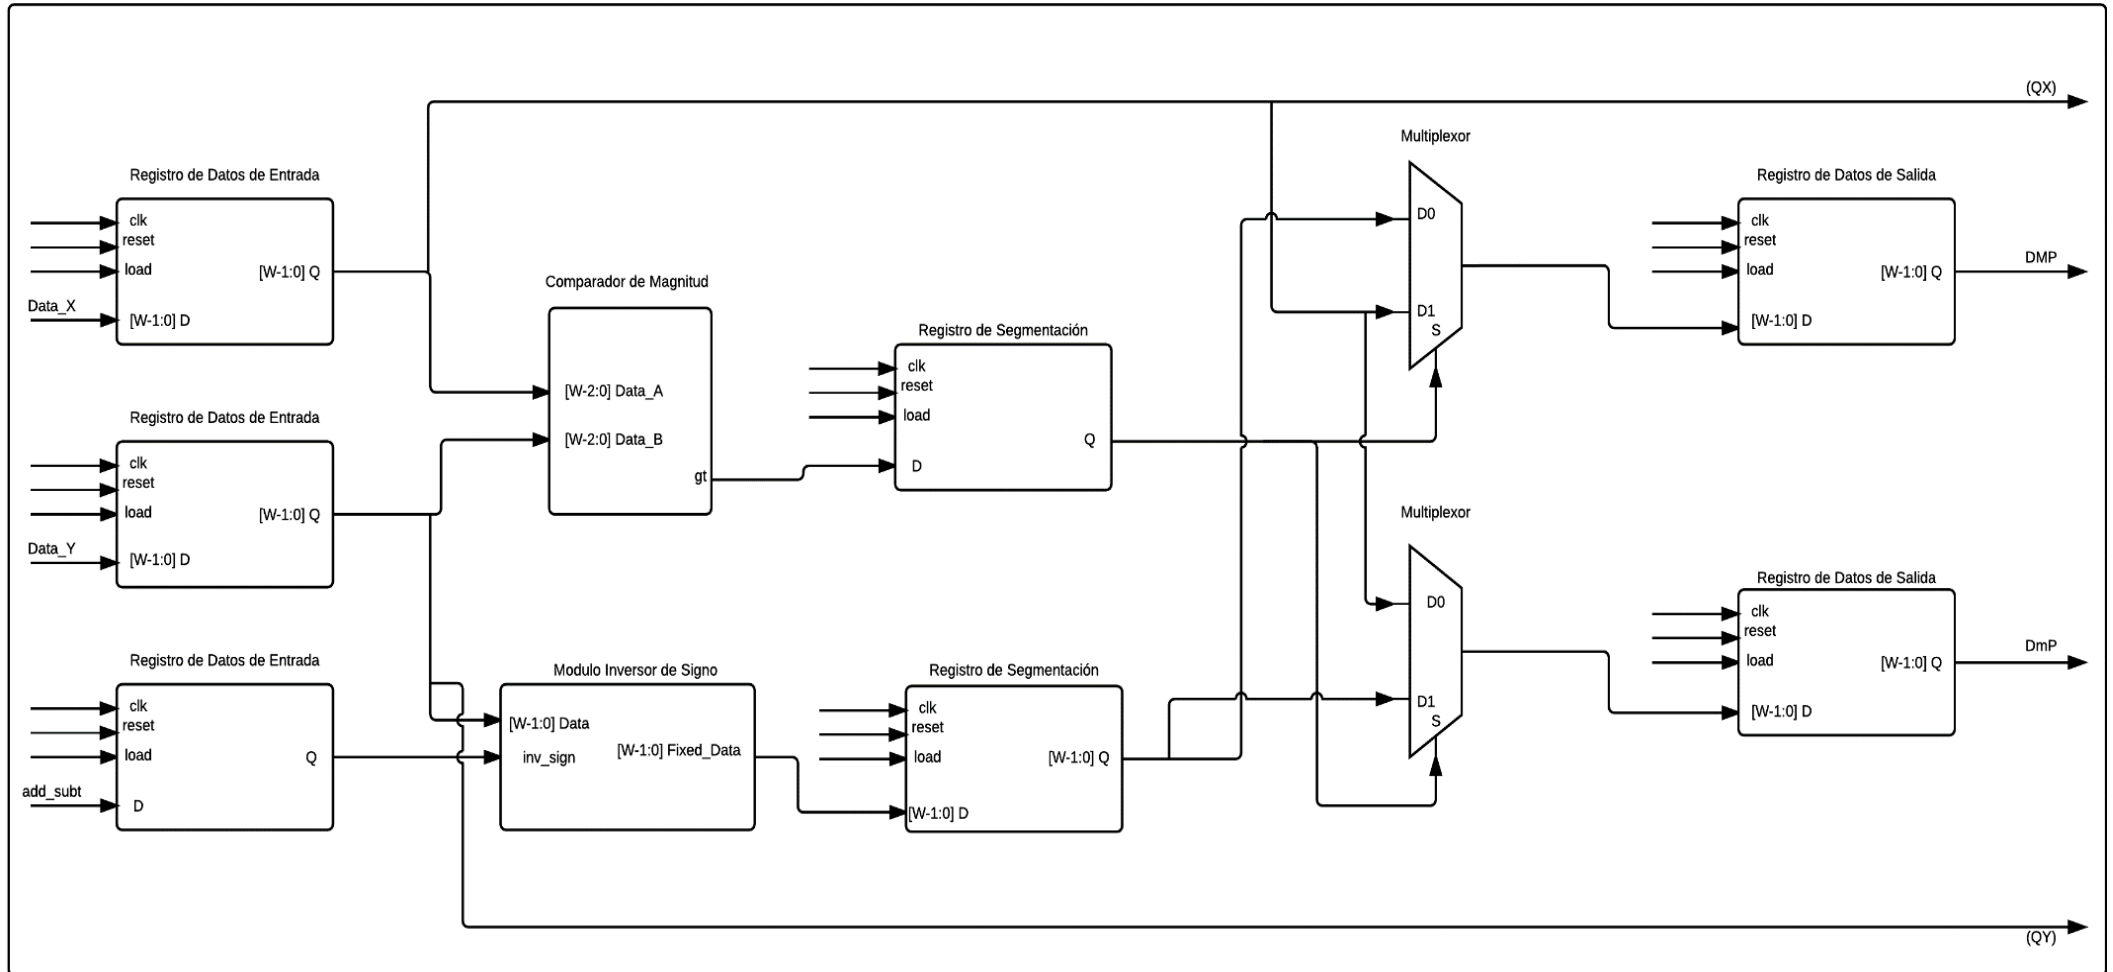 (QX)
Multiplexor
Registro de Datos de Entrada
clk
reset
load
[W-1:0] Q
Data_X
[W-1:0] D
Registro de Datos de Entrada
clk
reset
load
[W-1:0] Q
Data_Y
[W-1:0] D
Registro de Datos de Entrada
clk
reset
load
Q
add_subt
D
Comparador de Magnitud
[W-2:0] Data_A
[W-2:0] Data_B
gt
Modulo Inversor de Signo
[W-1:0] Data
[W-1:0] Fixed_Data
inv_sign
Registro de Segmentación
clk
reset
load
Q
D
Registro de Segmentación
clk
reset
load
[W-1:0] Q
[W-1:0] D
D0
D1
S
Multiplexor
D0
D1
S
Registro de Datos de Salida
clk
reset
load
[W-1:0] Q
[W-1:0] D
DMP
Registro de Datos de Salida
clk
reset
load
[W-1:0] Q
[W-1:0] D
DmP
(QY)